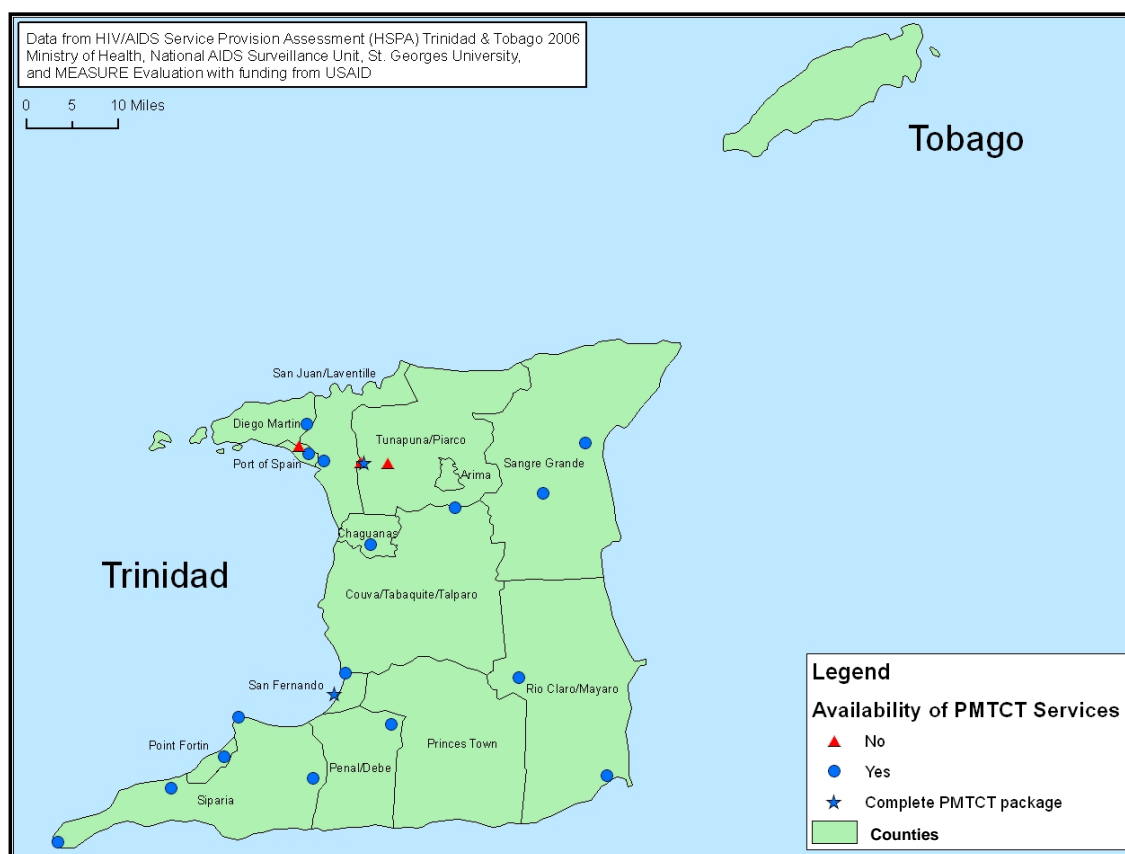 Data from HIV/AIDS Service Provision Assessment (HSPA) Trinidad & Tobago 2006
Ministry of Health, National AIDS Surveillance Unit, St. Georges University,
and MEASURE Evaluation with funding from USAID
0 5 10 Miles
Tobago
San Juan/Laventille
Diego Martin
Tunapuna/Piarco
Port of Spain
Sangre Grande
Arima
Chaguanas
Trinidad
Couva/Tabaquite/Talparo
San Fernando
Rio Claro/Mayaro
Point Fortin
Princes Town
Penal/Debe
Siparia
Legend
Availability of PMTCT Services
No
Yes
Complete PMTCT package
Counties